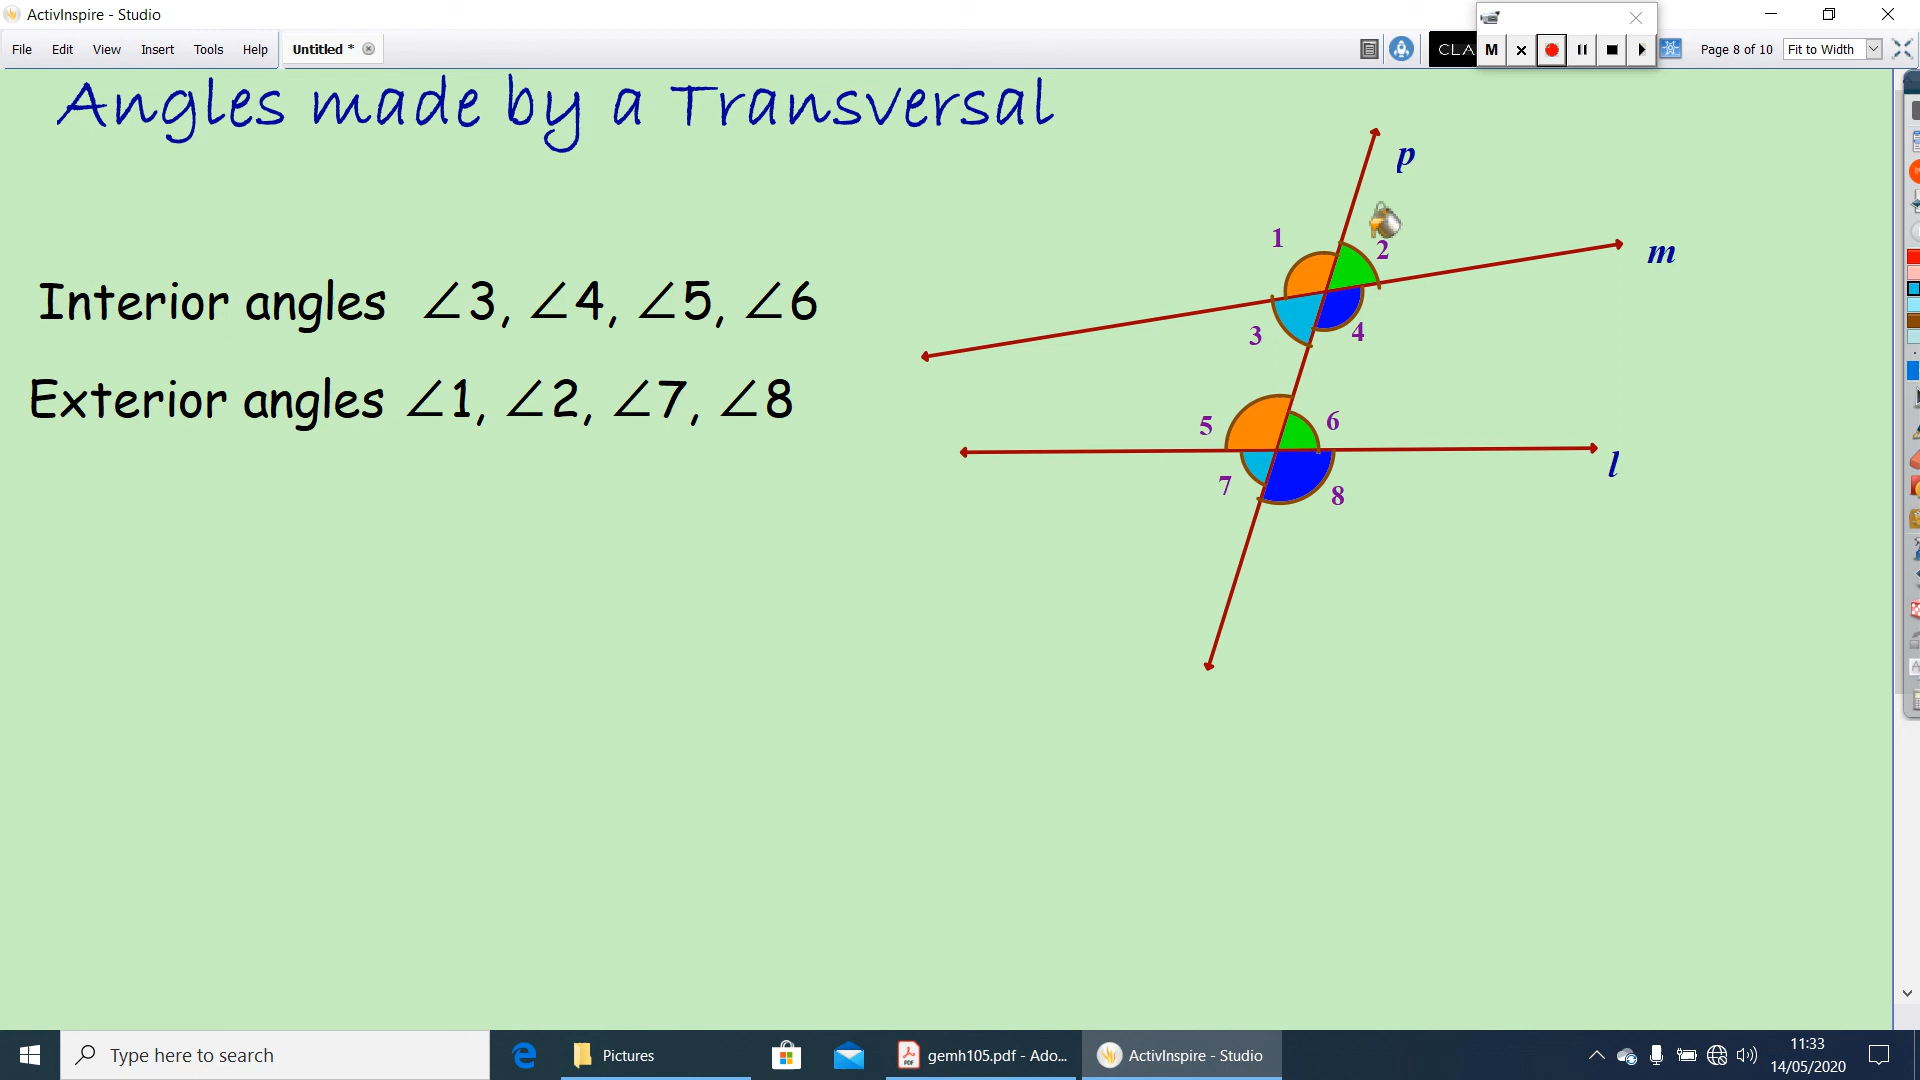 ActivInspire - Studio
File Edit View Insert Tools Help Untitled *
CLA M Page 8 of 10 Fit to Width
Angles made by a Transversal
p
1 2
m
Interior angles ∠3, ∠4, ∠5, ∠6
3 4
Exterior angles ∠1, ∠2, ∠7, ∠8
5 6
l
7 8
Type here to search Pictures gemh105.pdf - Ado... ActivInspire - Studio 11:33
14/05/2020